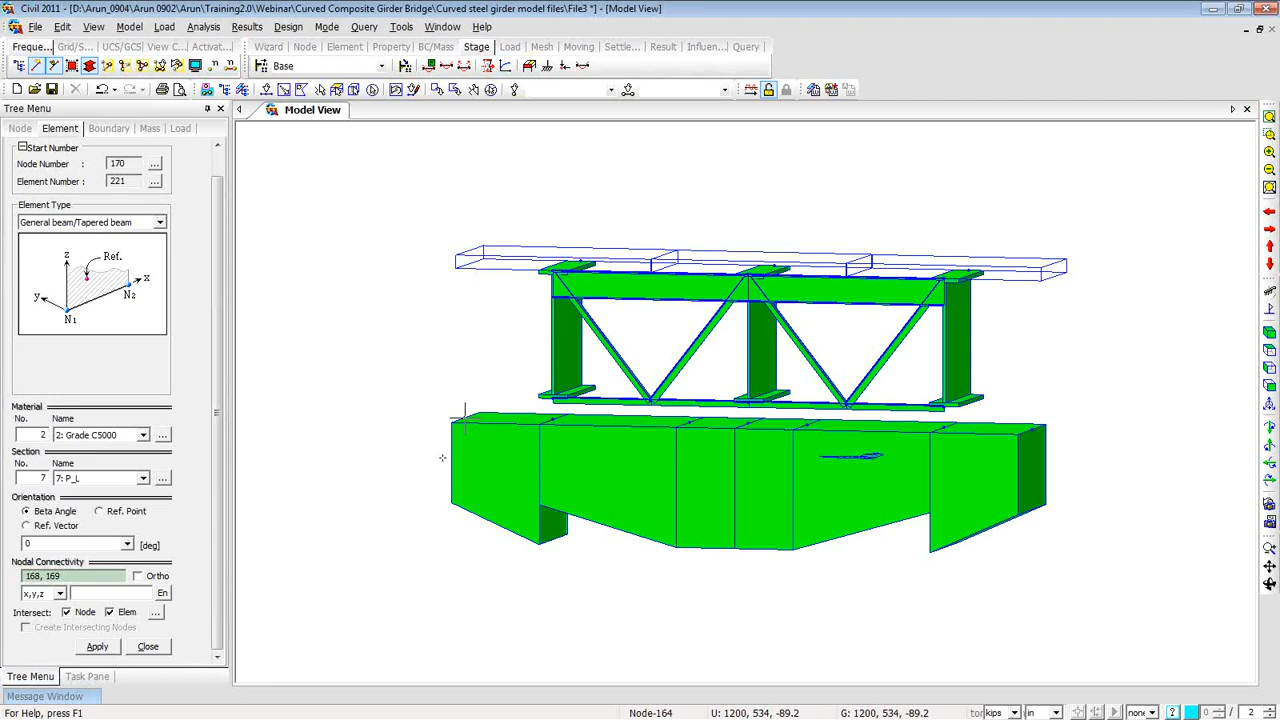 Civil 2011 - [D:\Arun_0904\Arun 0902\Arun\Training2.0\Webinar\Curved Composite Girder Bridge\Curved steel girder model files\File3 *] - [Model View]
File Edit View Model Load Analysis Results Design Mode Query Tools Window Help
Freque... Grid/S... UCS/GCS View C... Activat... Wizard Node Element Property BC/Mass Stage Load Mesh Moving Settle... Result Influen... Query
Base
Tree Menu
Model View
Node Element Boundary Mass Load
Start Number
Node Number : 170 ...
Element Number : 221 ...
Element Type
General beam/Tapered beam
z
Ref.
x
y
N2
N1
Material
No. Name
2 2: Grade C5000 ...
Section
No. Name
7 7: P_L ...
Orientation
Beta Angle Ref. Point
Ref. Vector
0 [deg]
Nodal Connectivity
168, 169 Ortho
x,y,z En
Intersect: Node Elem ...
Create Intersecting Nodes
Apply Close
Tree Menu Task Pane
Message Window
For Help, press F1 Node-164 U: 1200, 534, -89.2 G: 1200, 534, -89.2 kips in none ? 0 / 2